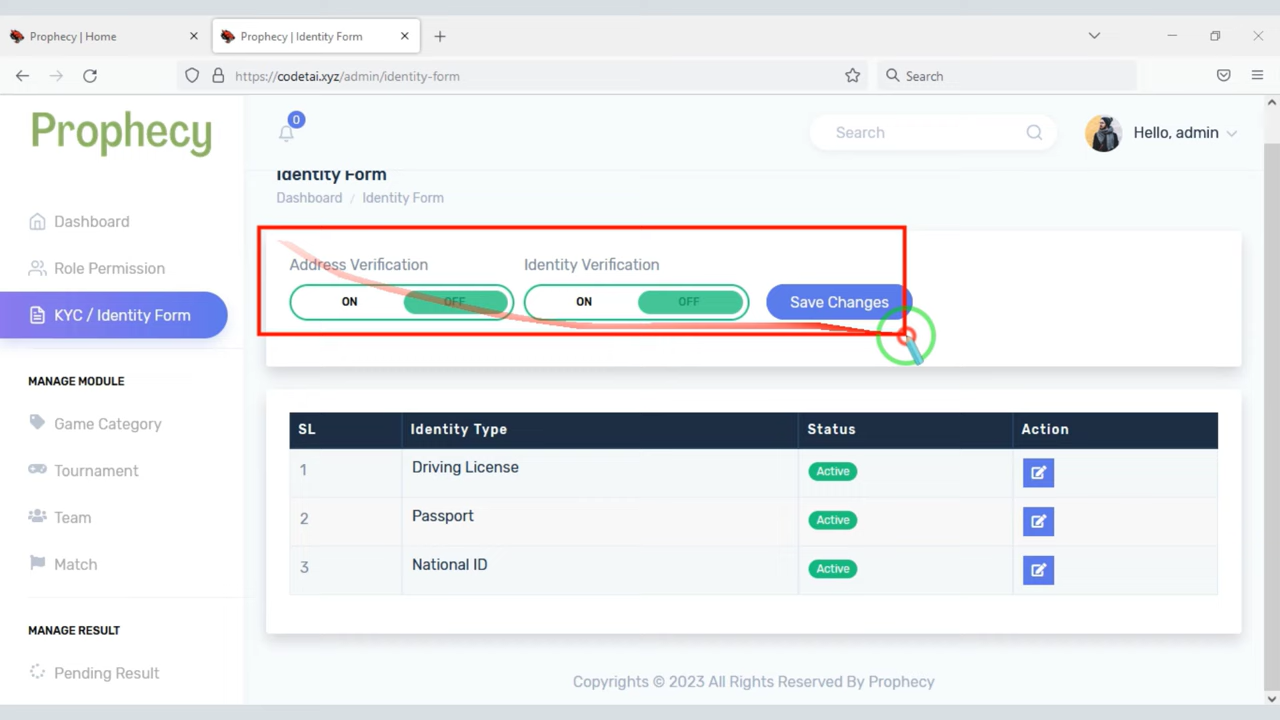 Prophecy | Home
Prophecy | Identity Form
https://codetai.xyz/admin/identity-form
Search
Prophecy
0
Search
Hello, admin
Identity Form
Dashboard / Identity Form
Dashboard
Role Permission
KYC / Identity Form
MANAGE MODULE
Game Category
Tournament
Team
Match
MANAGE RESULT
Pending Result
Address Verification
Identity Verification
ON OFF
ON OFF
Save Changes
SL Identity Type Status Action
1 Driving License Active
2 Passport Active
3 National ID Active
Copyrights © 2023 All Rights Reserved By Prophecy